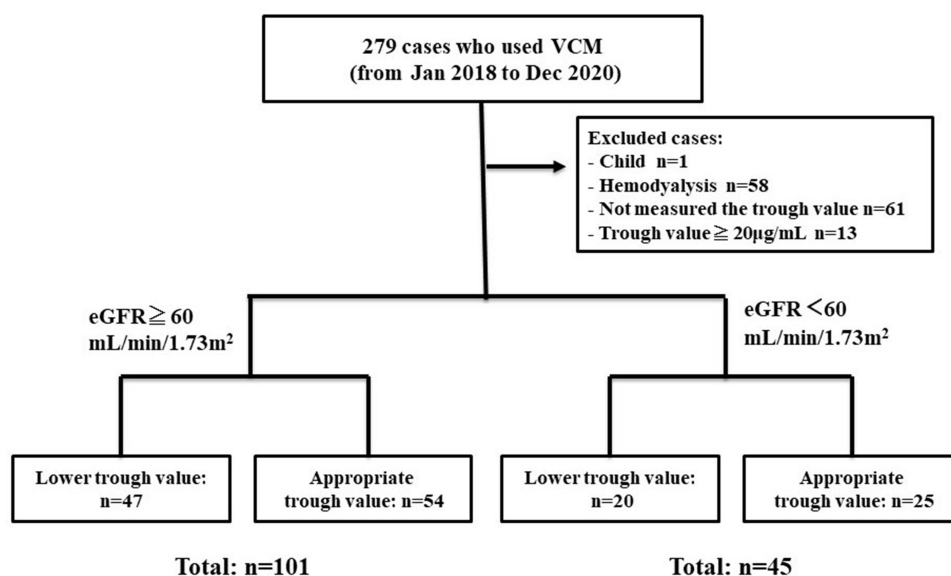 279 cases who used VCM
(from Jan 2018 to Dec 2020)
Excluded cases:
- Child n=1
- Hemodyalysis n=58
- Not measured the trough value n=61
- Trough value≧20μg/mL n=13
eGFR≧60
mL/min/1.73m²
eGFR<60
mL/min/1.73m²
Lower trough value:
n=47
Appropriate
trough value: n=54
Lower trough value:
n=20
Appropriate
trough value: n=25
Total: n=101
Total: n=45